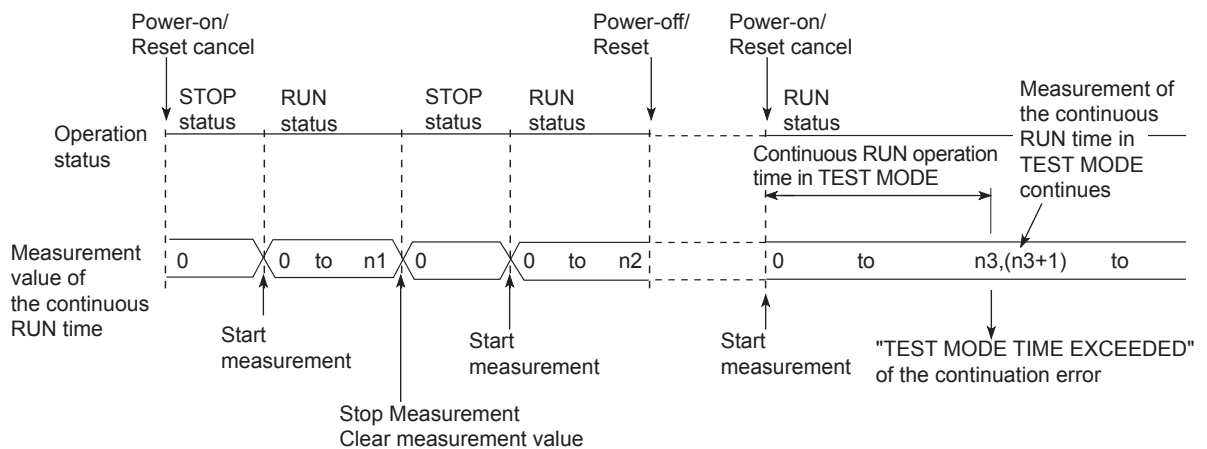 Power-on/
Reset cancel
Power-off/
Reset
Power-on/
Reset cancel
STOP
status
RUN
status
STOP
status
RUN
status
RUN
status
Measurement of
the continuous
RUN time in
TEST MODE
continues
Operation
status
Continuous RUN operation
time in TEST MODE
Measurement
value of
the continuous
RUN time
0
0 to n1
0
0 to n2
0 to n3,(n3+1) to
Start
measurement
Start
measurement
Start
measurement
"TEST MODE TIME EXCEEDED"
of the continuation error
Stop Measurement
Clear measurement value